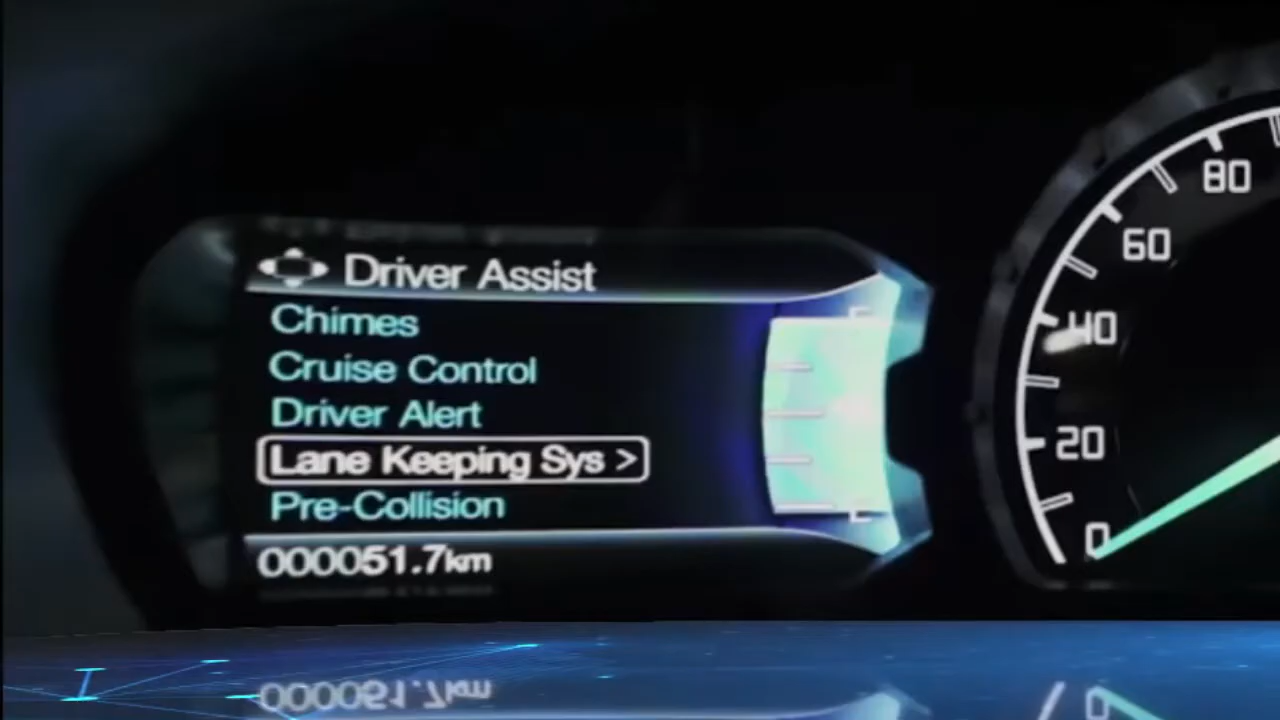 Driver Assist
Chimes
Cruise Control
Driver Alert
Lane Keeping Sys >
Pre-Collision
000051.7km
80
60
40
20
0